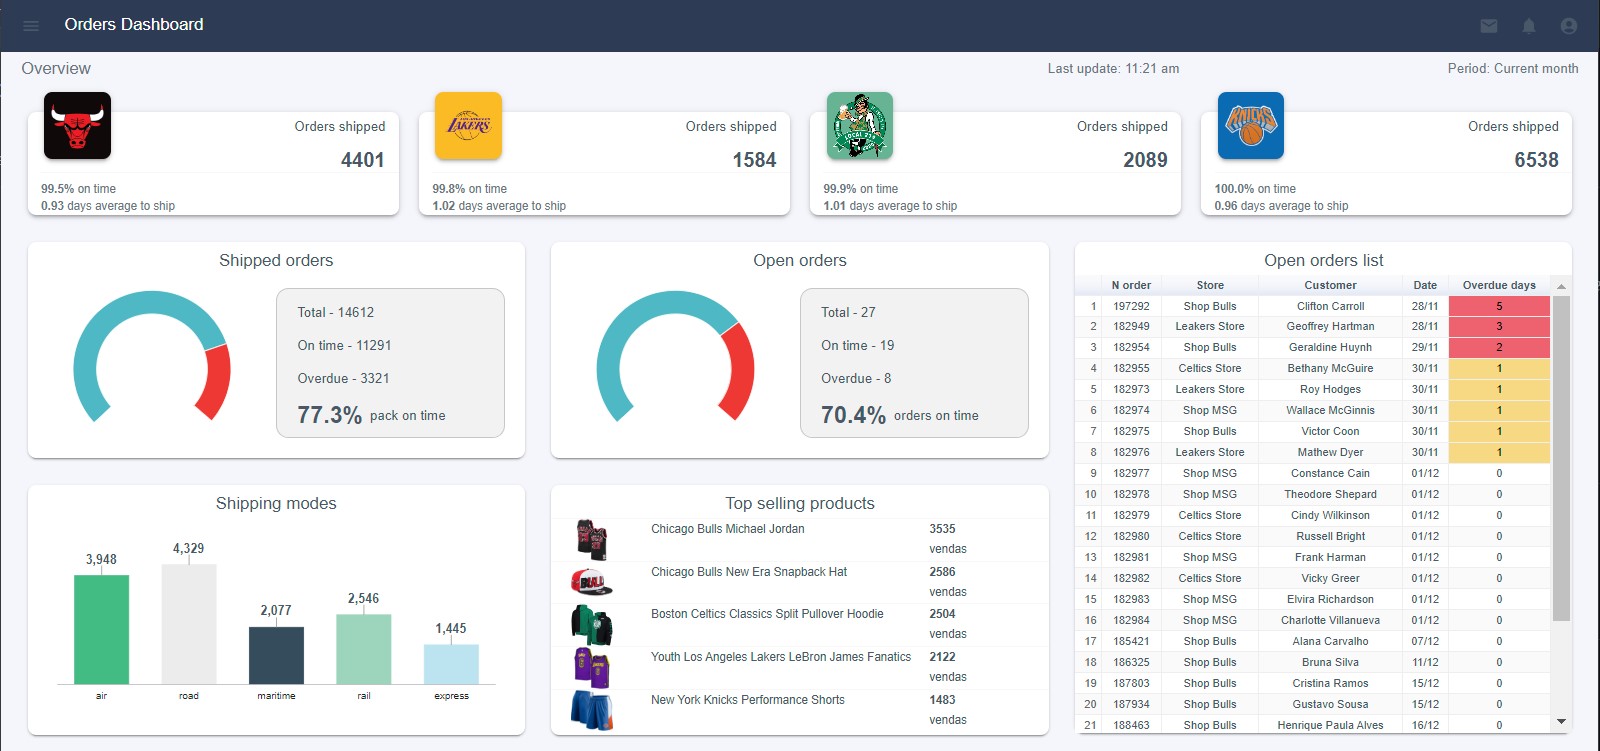 Orders Dashboard
Overview
Last update: 11:21 am
Period: Current month
Orders shipped
4401
99.5% on time
0.93 days average to ship
LAKERS
Orders shipped
1584
99.8% on time
1.02 days average to ship
LOCAL
Orders shipped
2089
99.9% on time
1.01 days average to ship
KNICKS
Orders shipped
6538
100.0% on time
0.96 days average to ship
Shipped orders
Total - 14612
On time - 11291
Overdue - 3321
77.3% pack on time
Open orders
Total - 27
On time - 19
Overdue - 8
70.4% orders on time
Shipping modes
3,948
4,329
2,077
2,546
1,445
air road maritime rail express
Top selling products
Chicago Bulls Michael Jordan 3535
vendas
Chicago Bulls New Era Snapback Hat 2586
vendas
Boston Celtics Classics Split Pullover Hoodie 2504
vendas
Youth Los Angeles Lakers LeBron James Fanatics 2122
vendas
New York Knicks Performance Shorts 1483
vendas
Open orders list
N order Store Customer Date Overdue days
1 197292 Shop Bulls Clifton Carroll 28/11 5
2 182949 Leakers Store Geoffrey Hartman 28/11 3
3 182954 Shop Bulls Geraldine Huynh 29/11 2
4 182955 Celtics Store Bethany McGuire 30/11 1
5 182973 Leakers Store Roy Hodges 30/11 1
6 182974 Shop MSG Wallace McGinnis 30/11 1
7 182975 Shop Bulls Victor Coon 30/11 1
8 182976 Leakers Store Mathew Dyer 30/11 1
9 182977 Shop MSG Constance Cain 01/12 0
10 182978 Shop MSG Theodore Shepard 01/12 0
11 182979 Celtics Store Cindy Wilkinson 01/12 0
12 182980 Celtics Store Russell Bright 01/12 0
13 182981 Shop MSG Frank Harman 01/12 0
14 182982 Celtics Store Vicky Greer 01/12 0
15 182983 Shop MSG Elvira Richardson 01/12 0
16 182984 Shop MSG Charlotte Villanueva 01/12 0
17 185421 Shop Bulls Alana Carvalho 07/12 0
18 186325 Shop Bulls Bruna Silva 11/12 0
19 187803 Shop Bulls Cristina Ramos 15/12 0
20 187934 Shop Bulls Gustavo Sousa 15/12 0
21 188463 Shop Bulls Henrique Paula Alves 16/12 0